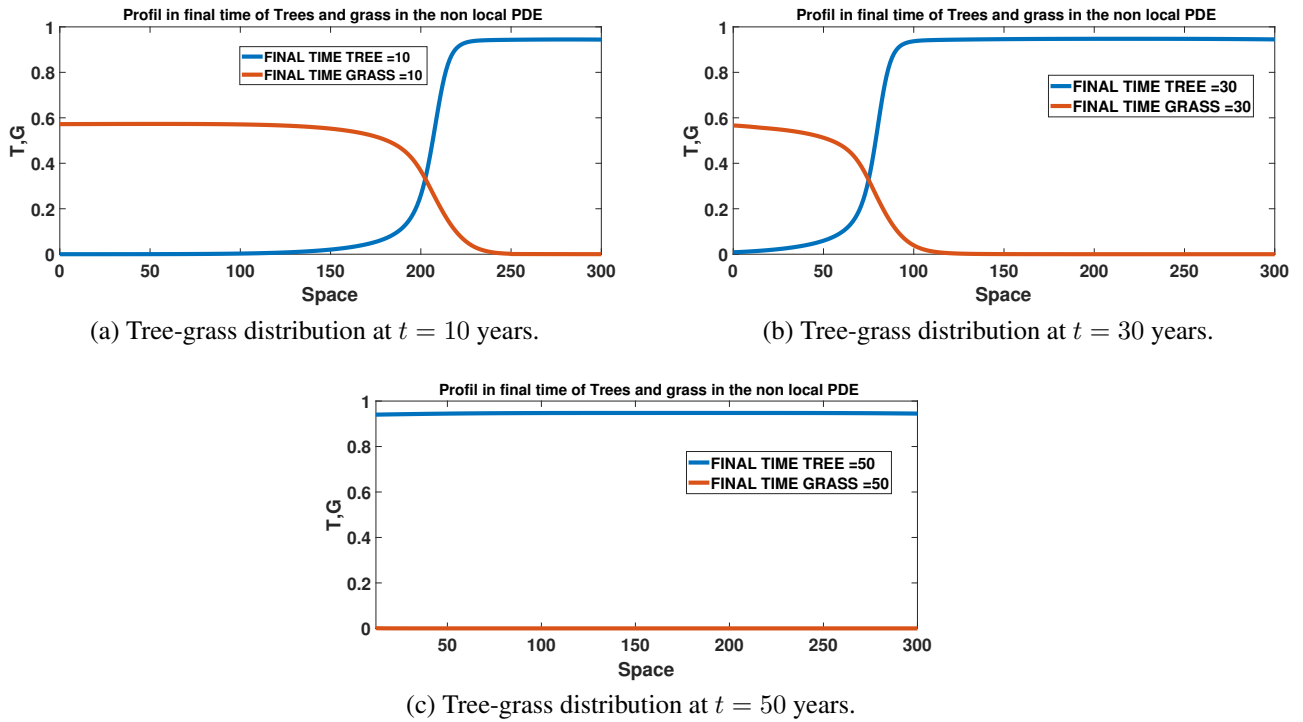 Profil in final time of Trees and grass in the non local PDE
1
0.8
0.6
0.4
0.2
0
T,G
FINAL TIME TREE =10
FINAL TIME GRASS =10
0 50 100 150 200 250 300
Space
(a) Tree-grass distribution at t = 10 years.
Profil in final time of Trees and grass in the non local PDE
1
0.8
0.6
0.4
0.2
0
T,G
FINAL TIME TREE =30
FINAL TIME GRASS =30
0 50 100 150 200 250 300
Space
(b) Tree-grass distribution at t = 30 years.
Profil in final time of Trees and grass in the non local PDE
1
0.8
0.6
0.4
0.2
0
T,G
FINAL TIME TREE =50
FINAL TIME GRASS =50
50 100 150 200 250 300
Space
(c) Tree-grass distribution at t = 50 years.